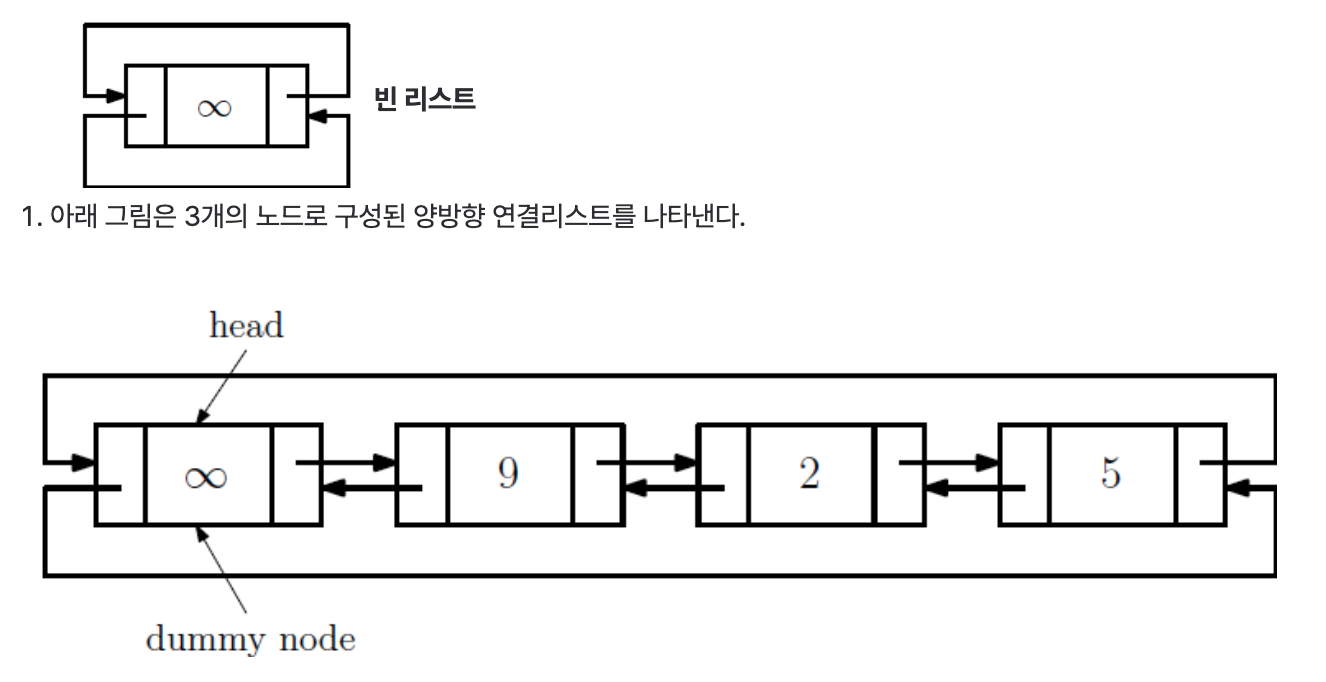 ∞
빈 리스트
1. 아래 그림은 3개의 노드로 구성된 양방향 연결리스트를 나타낸다.
head
∞ 9 2 5
dummy node